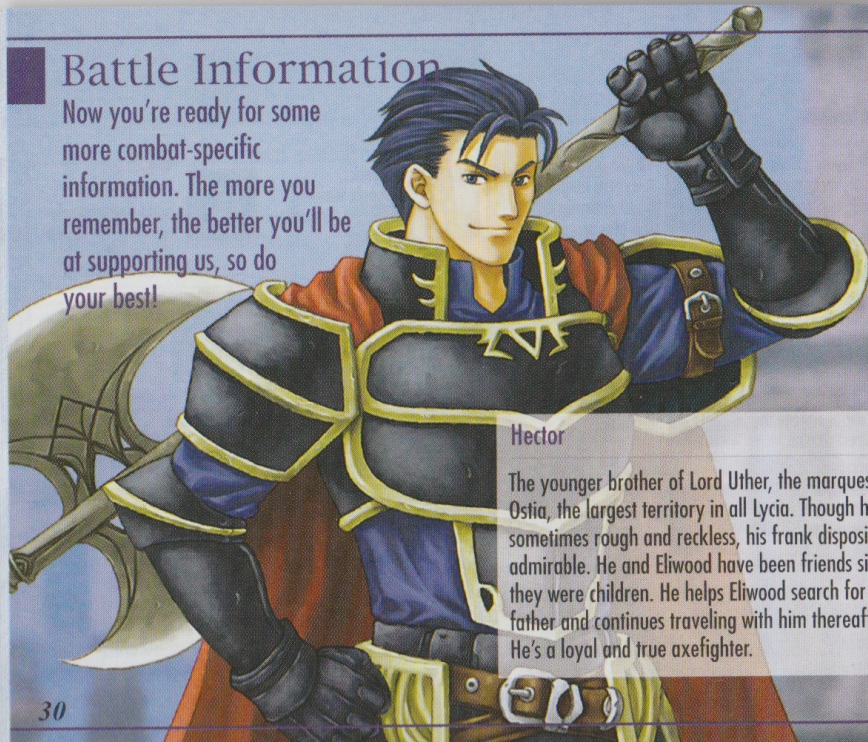 Battle Information
Now you're ready for some
more combat-specific
information. The more you
remember, the better you'll be
at supporting us, so do
your best!
Hector
The younger brother of Lord Uther, the marques
Ostia, the largest territory in all Lycia. Though h
sometimes rough and reckless, his frank disposi
admirable. He and Eliwood have been friends si
they were children. He helps Eliwood search for
father and continues traveling with him thereaf
He's a loyal and true axefighter.
30